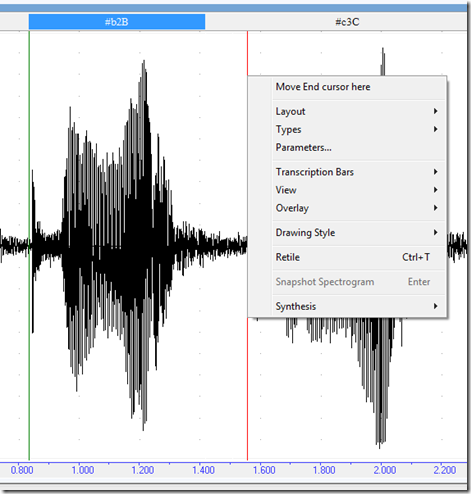 #b2B #c3C
Move End cursor here
Layout
Types
Parameters...
Transcription Bars
View
Overlay
Drawing Style
Retile Ctrl+T
Snapshot Spectrogram Enter
Synthesis
0.800 1.000 1.200 1.400 1.600 1.800 2.000 2.200